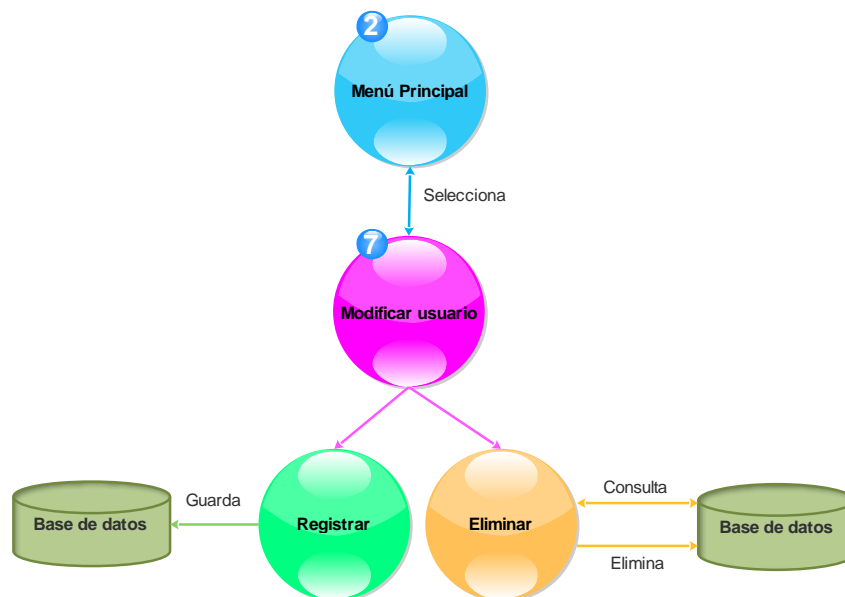 2
Menú Principal
Selecciona
7
Modificar usuario
Guarda
Consulta
Base de datos
Registrar
Eliminar
Base de datos
Elimina